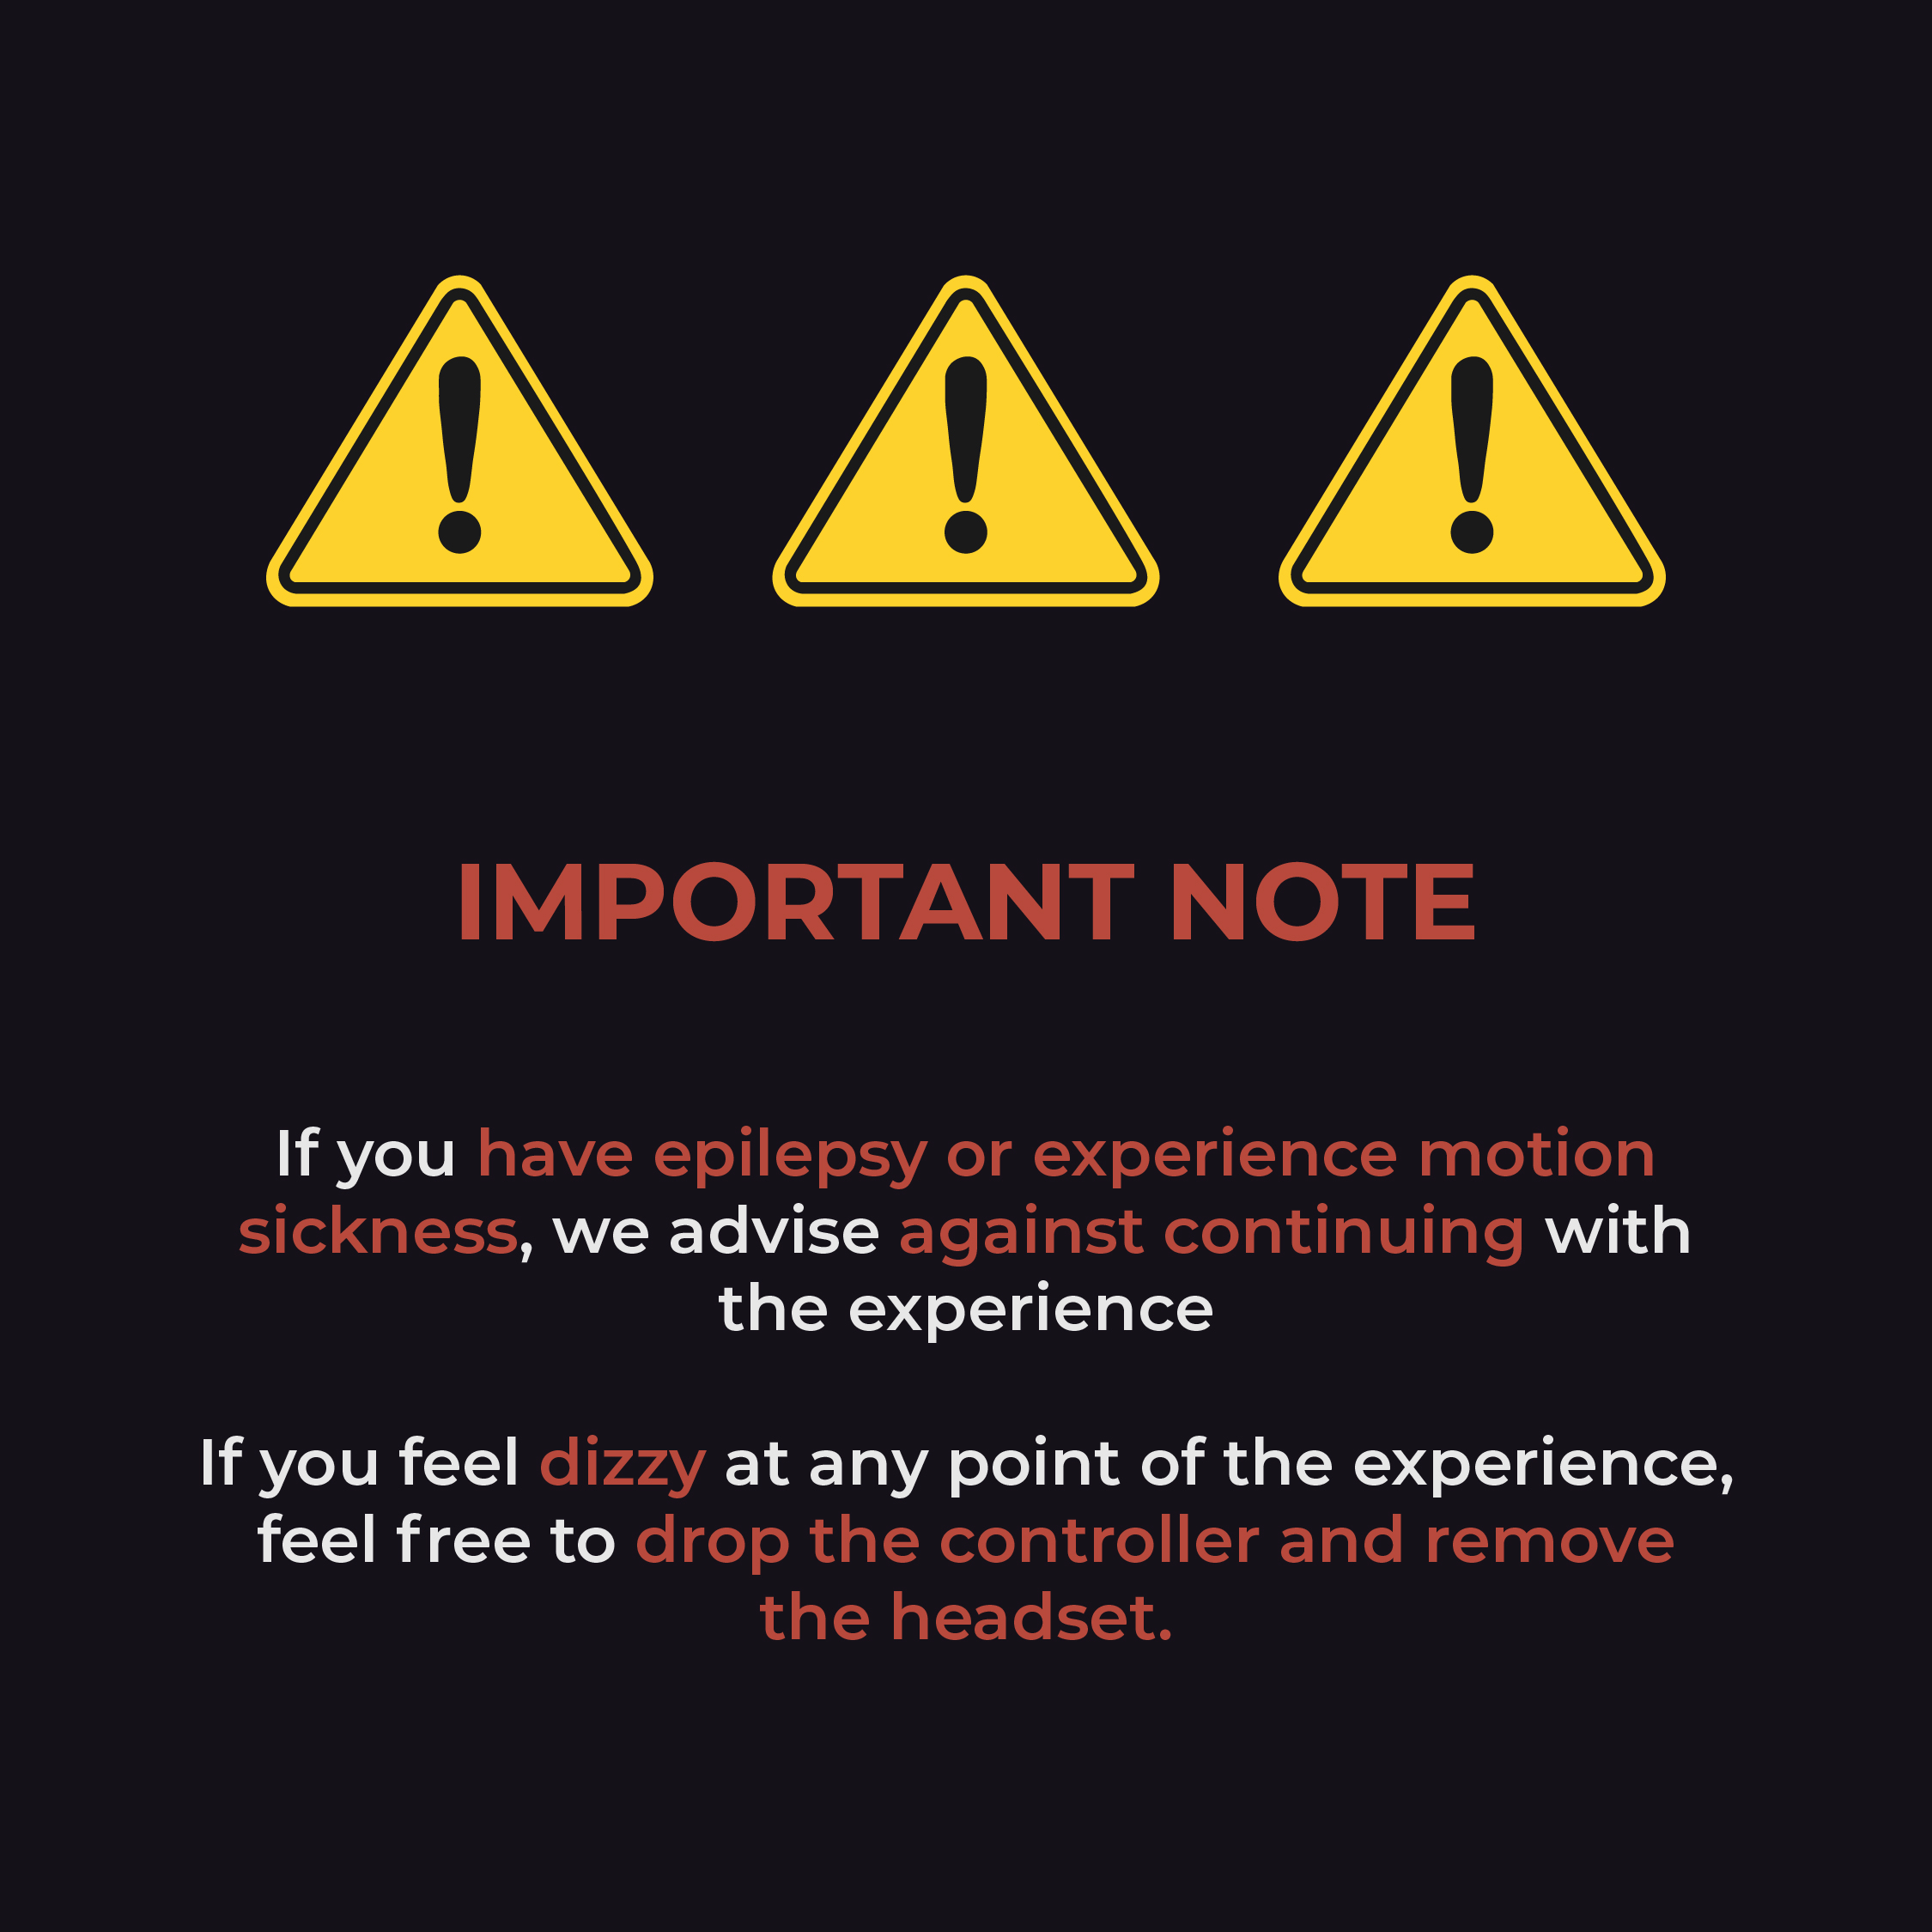 IMPORTANT NOTE
If you have epilepsy or experience motion
sickness, we advise against continuing with
the experience
If you feel dizzy at any point of the experience,
feel free to drop the controller and remove
the headset.